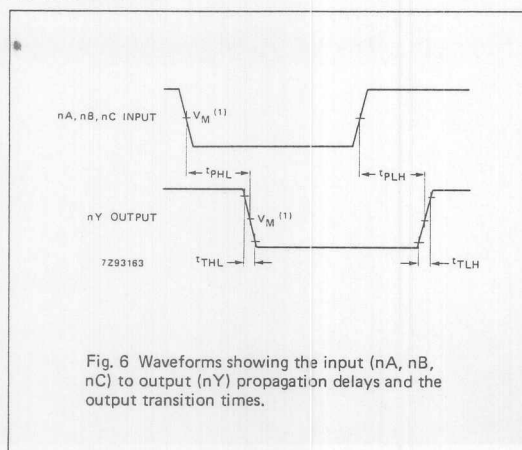 nA, nB, nC INPUT
VM (1)
tPHL
tPLH
nY OUTPUT
VM (1)
7Z93163
tTHL
tTLH
Fig. 6 Waveforms showing the input (nA, nB,
nC) to output (nY) propagation delays and the
output transition times.